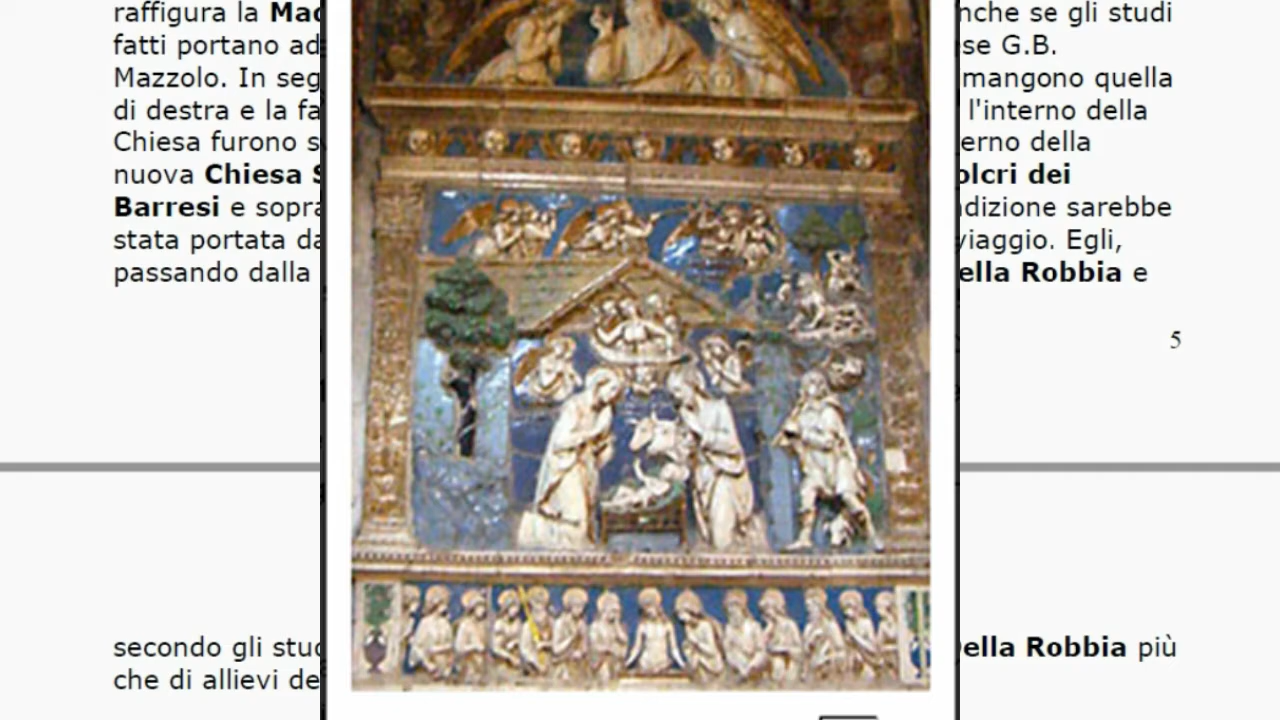 raffigura la Mad nche se gli studi
fatti portano ad se G.B.
Mazzolo. In seg mangono quella
di destra e la fa l'interno della
Chiesa furono s erno della
nuova Chiesa S olcri dei
Barresi e sopra adizione sarebbe
stata portata da viaggio. Egli,
passando dalla ella Robbia e
5
secondo gli stud Della Robbia più
che di allievi de